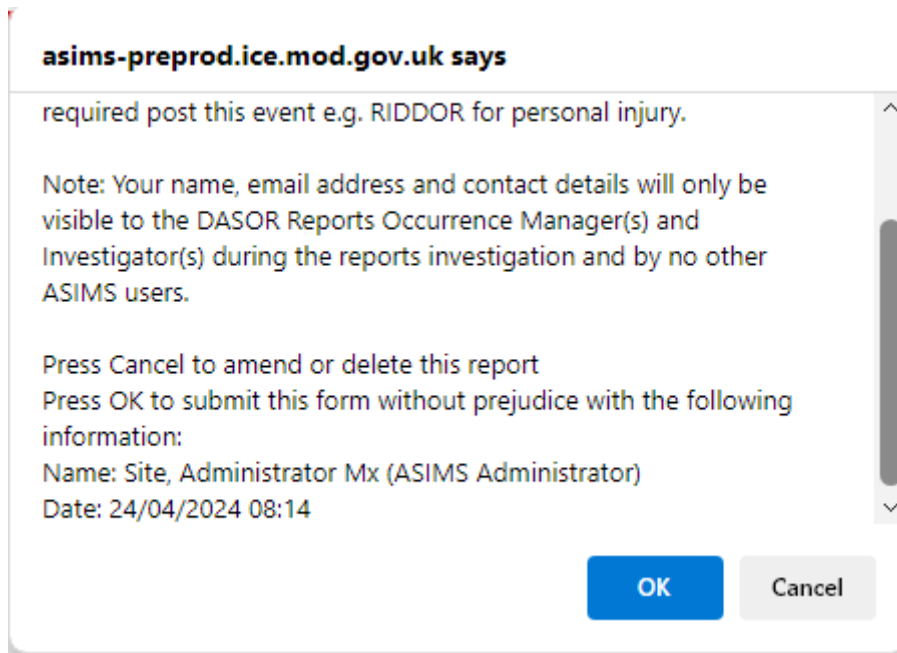 asims-preprod.ice.mod.gov.uk says
required post this event e.g. RIDDOR for personal injury.
Note: Your name, email address and contact details will only be
visible to the DASOR Reports Occurrence Manager(s) and
Investigator(s) during the reports investigation and by no other
ASIMS users.
Press Cancel to amend or delete this report
Press OK to submit this form without prejudice with the following
information:
Name: Site, Administrator Mx (ASIMS Administrator)
Date: 24/04/2024 08:14
OK
Cancel